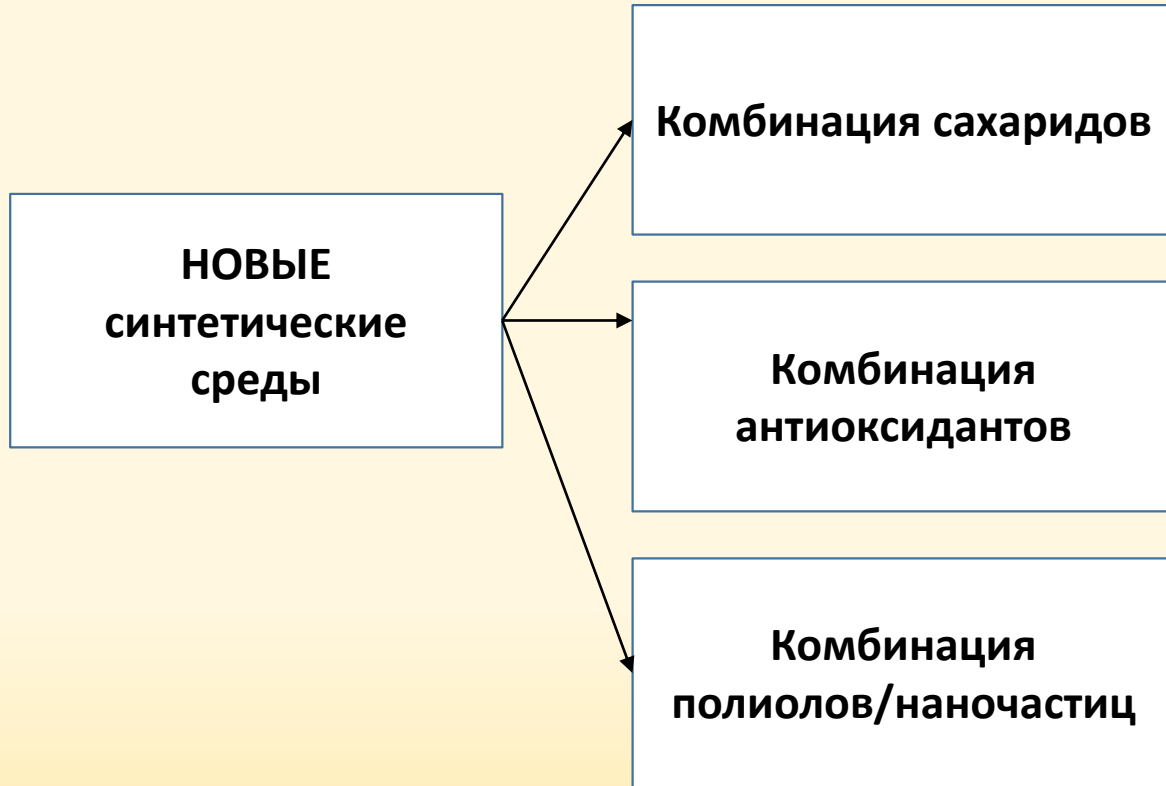 НОВЫЕ
синтетические
среды
Комбинация сахаридов
Комбинация
антиоксидантов
Комбинация
полиолов/наночастиц